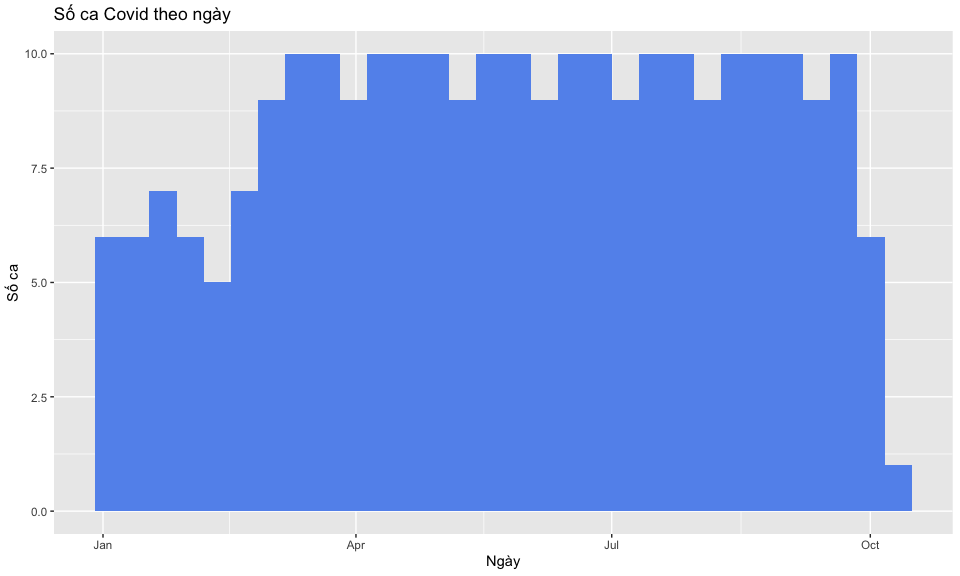 Số ca Covid theo ngày
10.0
7.5
5.0
2.5
0.0
Số ca
Jan Apr Jul Oct
Ngày